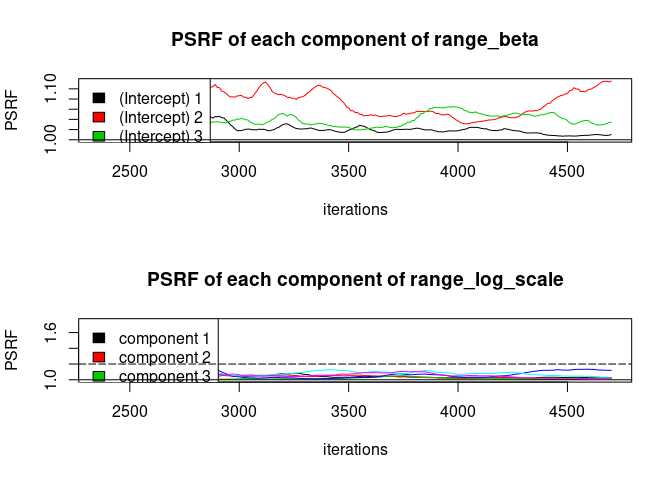 PSRF of each component of range_beta
PSRF
1.10
1.00
(Intercept) 1
(Intercept) 2
(Intercept) 3
2500 3000 3500 4000 4500
iterations
PSRF of each component of range_log_scale
PSRF
1.6
1.0
component 1
component 2
component 3
2500 3000 3500 4000 4500
iterations